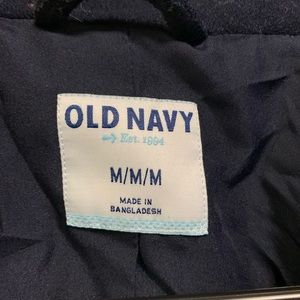 OLD NAVY
Est. 1994
M/M/M
MADE IN
BANGLADESH